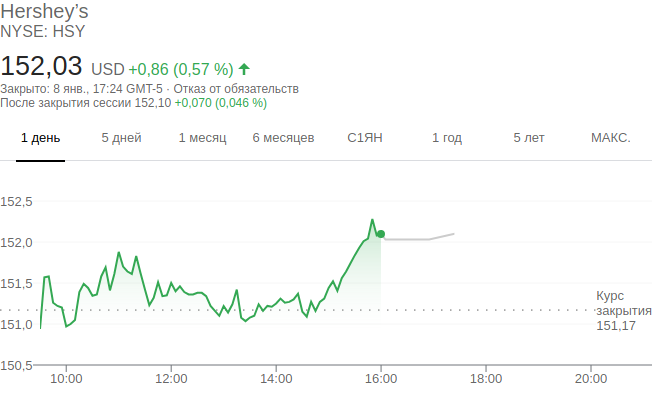 Hershey’s
NYSE: HSY
152,03 USD +0,86 (0,57 %)
Закрыто: 8 янв., 17:24 GMT-5 · Отказ от обязательств
После закрытия сессии 152,10 +0,070 (0,046 %)
1 день 5 дней 1 месяц 6 месяцев С1ЯН 1 год 5 лет МАКС.
152,5
152,0
151,5
151,0
150,5
Курс
закрытия
151,17
10:00 12:00 14:00 16:00 18:00 20:00